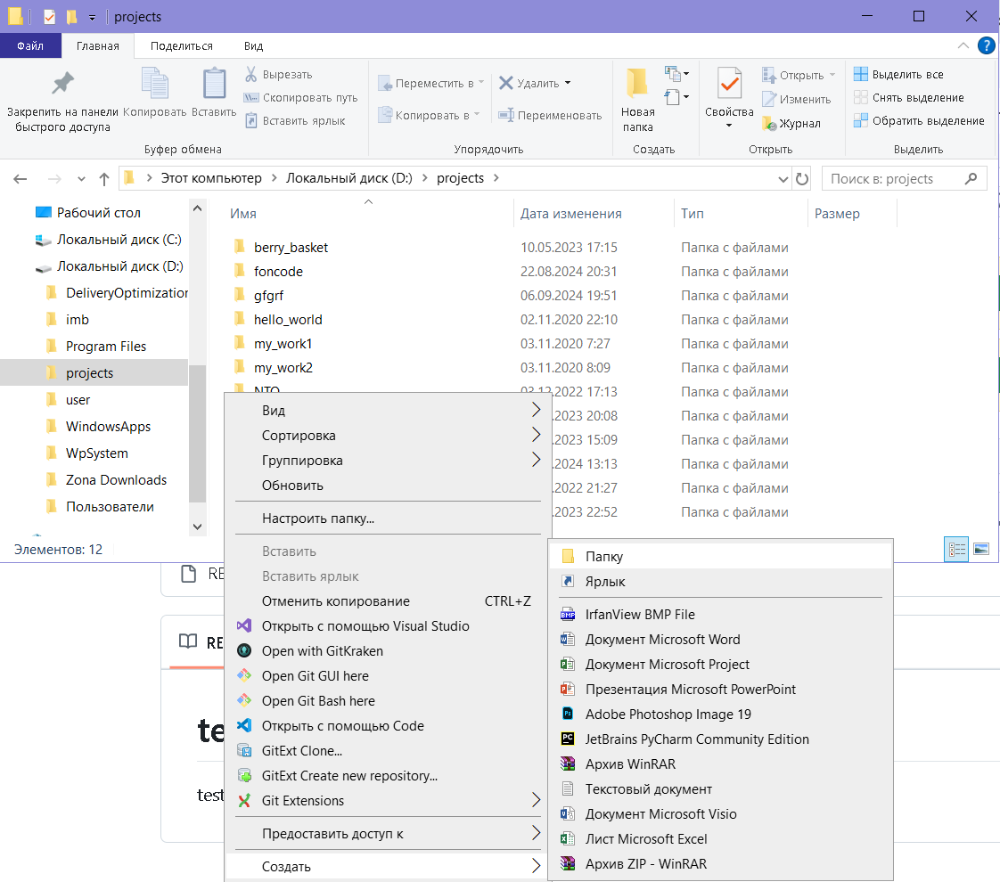 projects
Файл Главная Поделиться Вид
Закрепить на панели быстрого доступа
Копировать
Вставить
Вырезать
Скопировать путь
Вставить ярлык
Буфер обмена
Переместить в
Копировать в
Удалить
Переименовать
Упорядочить
Новая папка
Создать
Свойства
Открыть
Изменить
Журнал
Открыть
Выделить все
Снять выделение
Обратить выделение
Выделить
Этот компьютер > Локальный диск (D:) > projects >
Поиск в: projects
Рабочий стол
Локальный диск (C:)
Локальный диск (D:)
DeliveryOptimization
imb
Program Files
projects
user
WindowsApps
WpSystem
Zona Downloads
Пользователи
Имя Дата изменения Тип Размер
berry_basket 10.05.2023 17:15 Папка с файлами
foncode 22.08.2024 20:31 Папка с файлами
gfgrf 06.09.2024 19:51 Папка с файлами
hello_world 02.11.2020 22:10 Папка с файлами
my_work1 03.11.2020 7:27 Папка с файлами
my_work2 03.11.2020 8:09 Папка с файлами
NTO 03.12.2022 17:13 Папка с файлами
.2023 20:08 Папка с файлами
.2023 15:09 Папка с файлами
.2024 13:13 Папка с файлами
.2022 21:27 Папка с файлами
.2023 22:52 Папка с файлами
Элементов: 12
Вид
Сортировка
Группировка
Обновить
Настроить папку...
Вставить
Вставить ярлык
Отменить копирование CTRL+Z
Открыть с помощью Visual Studio
Open with GitKraken
Open Git GUI here
Open Git Bash here
Открыть с помощью Code
GitExt Clone...
GitExt Create new repository...
Git Extensions
Предоставить доступ к
Создать
Папку
Ярлык
BMP IrfanView BMP File
Документ Microsoft Word
Документ Microsoft Project
Презентация Microsoft PowerPoint
Ps Adobe Photoshop Image 19
PC JetBrains PyCharm Community Edition
Архив WinRAR
Текстовый документ
Документ Microsoft Visio
Лист Microsoft Excel
Архив ZIP - WinRAR
RE
RE
te
test